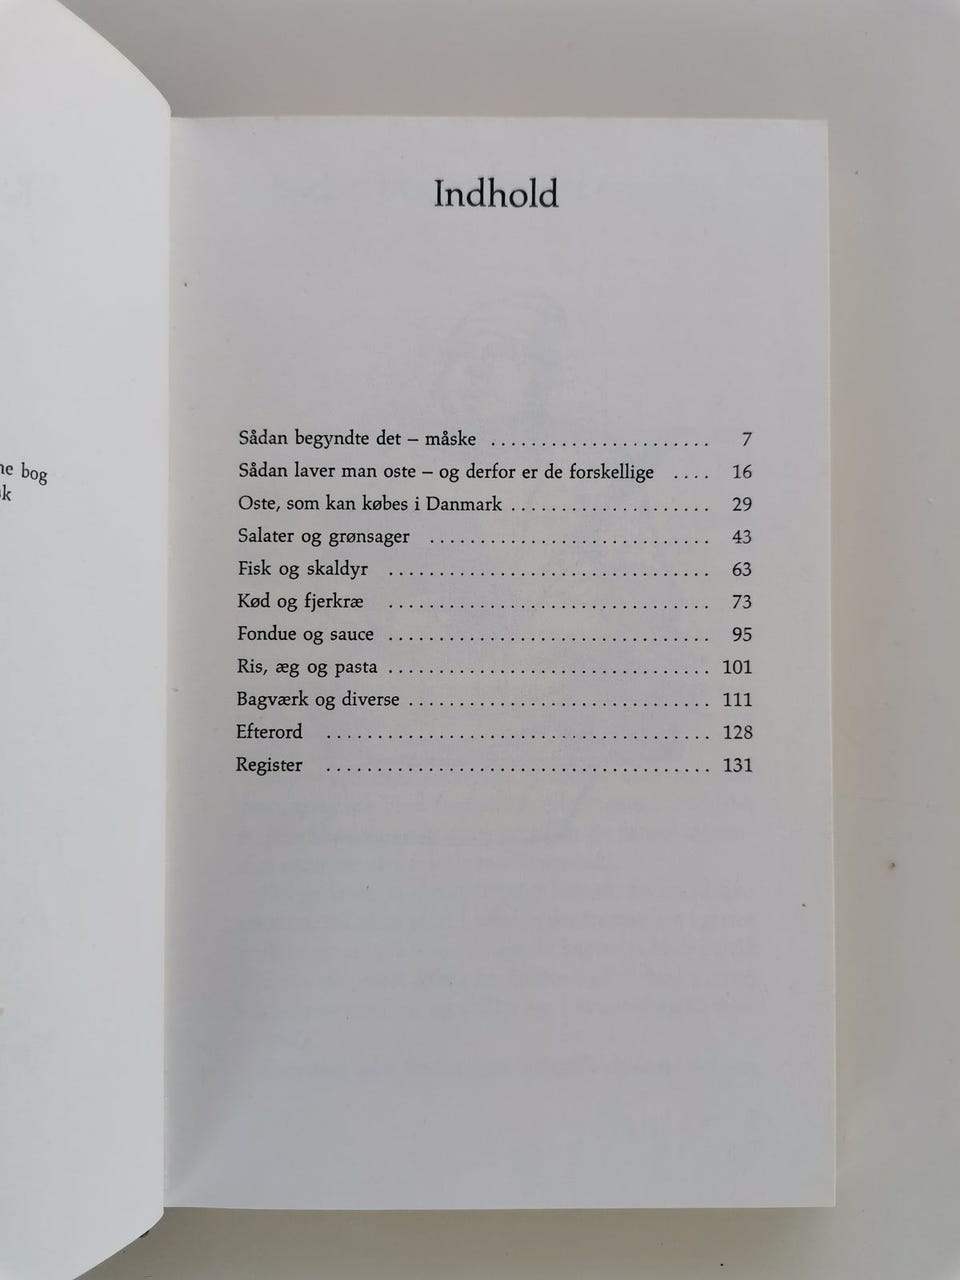 bog
Indhold
Sådan begyndte det – måske ...................... 7
Sådan laver man oste – og derfor er de forskellige .... 16
Oste, som kan købes i Danmark .................... 29
Salater og grønsager ............................ 43
Fisk og skaldyr ................................ 63
Kød og fjerkræ ................................ 73
Fondue og sauce ................................ 95
Ris, æg og pasta ................................ 101
Bagværk og diverse .............................. 111
Efterord ...................................... 128
Register ...................................... 131